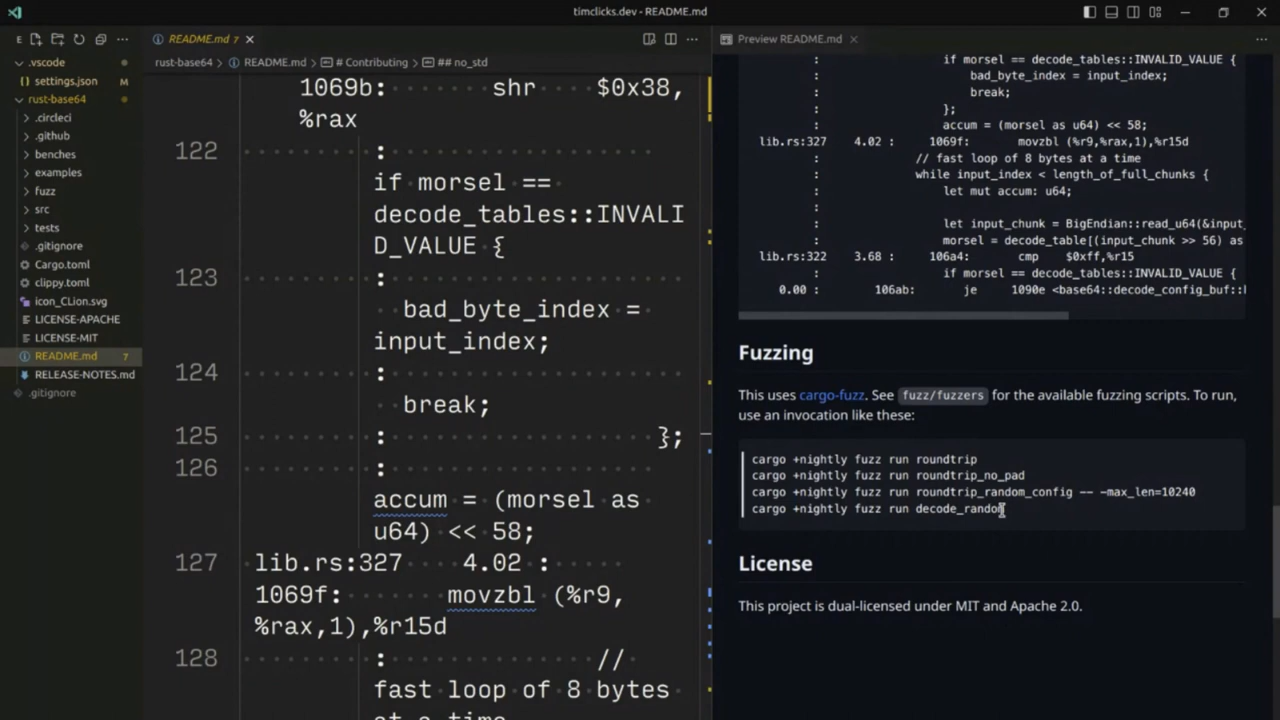 timclicks.dev - README.md
E
README.md 7
Preview README.md
.vscode
settings.json M
rust-base64
.circleci
.github
benches
examples
fuzz
src
tests
.gitignore
Cargo.toml
clippy.toml
icon_CLion.svg
LICENSE-APACHE
LICENSE-MIT
README.md 7
RELEASE-NOTES.md
.gitignore
rust-base64 > README.md > # Contributing > ## no_std
1069b: shr $0x38,
%rax
122 :
if morsel ==
decode_tables::INVALI
D_VALUE {
123 :
bad_byte_index =
input_index;
124 :
break;
125 : };
126 :
accum = (morsel as
u64) << 58;
127 lib.rs:327 4.02 :
1069f: movzbl (%r9,
%rax,1),%r15d
128 : //
fast loop of 8 bytes
at a time
: if morsel == decode_tables::INVALID_VALUE {
: bad_byte_index = input_index;
: break;
: };
: accum = (morsel as u64) << 58;
lib.rs:327 4.02 : 1069f: movzbl (%r9,%rax,1),%r15d
: // fast loop of 8 bytes at a time
: while input_index < length_of_full_chunks {
: let mut accum: u64;
:
: let input_chunk = BigEndian::read_u64(&input_
: morsel = decode_table[(input_chunk >> 56) as
lib.rs:322 3.68 : 106a4: cmp $0xff,%r15
: if morsel == decode_tables::INVALID_VALUE {
0.00 : 106ab: je 1090e <base64::decode_config_buf::
Fuzzing
This uses cargo-fuzz. See fuzz/fuzzers for the available fuzzing scripts. To run,
use an invocation like these:
cargo +nightly fuzz run roundtrip
cargo +nightly fuzz run roundtrip_no_pad
cargo +nightly fuzz run roundtrip_random_config -- -max_len=10240
cargo +nightly fuzz run decode_random
License
This project is dual-licensed under MIT and Apache 2.0.